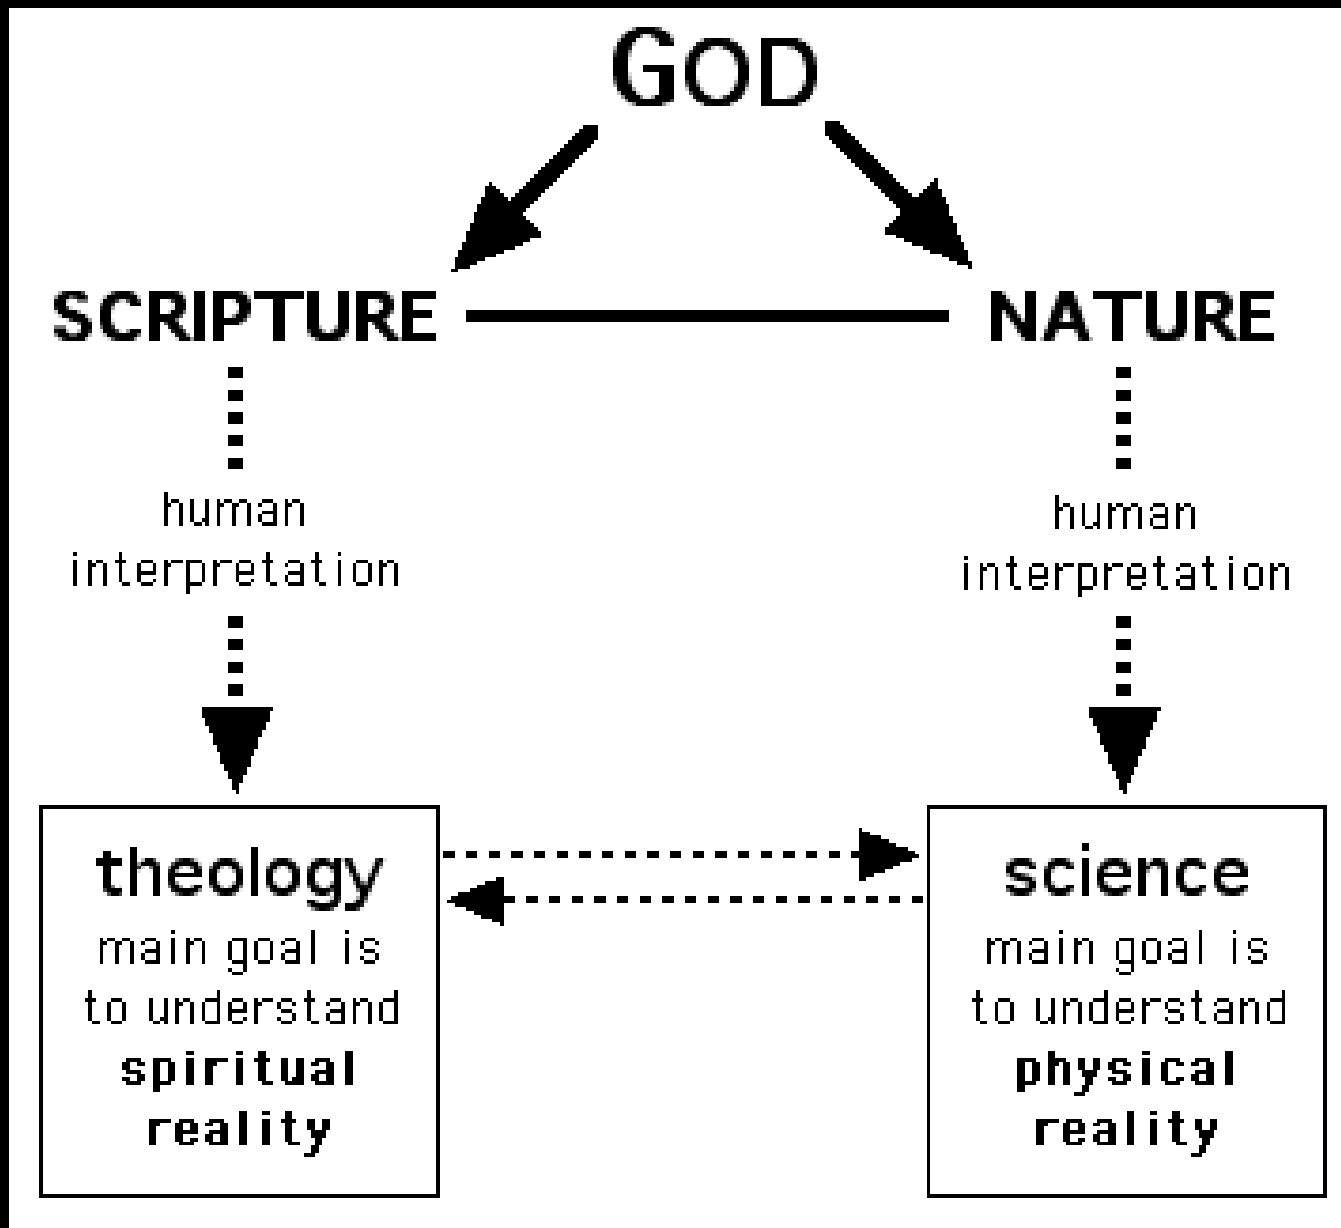 GOD
SCRIPTURE
NATURE
human
interpretation
human
interpretation
theology
main goal is
to understand
spiritual
reality
science
main goal is
to understand
physical
reality